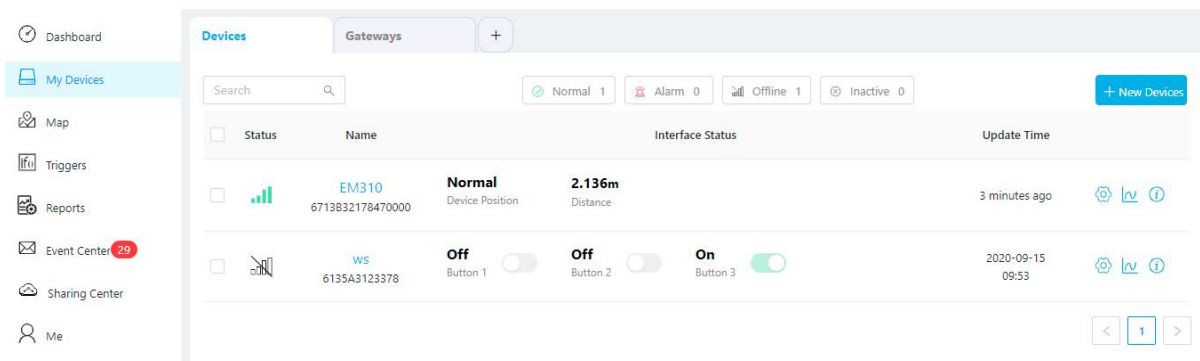 Dashboard
My Devices
Map
Triggers
Reports
Event Center 29
Sharing Center
Me
Devices Gateways +
Search Normal 1 Alarm 0 Offline 1 Inactive 0 + New Devices
Status Name Interface Status Update Time
EM310 Normal 2.136m
6713B32178470000 Device Position Distance 3 minutes ago
ws Off Off On 2020-09-15
6135A3123378 Button 1 Button 2 Button 3 09:53
< 1 >